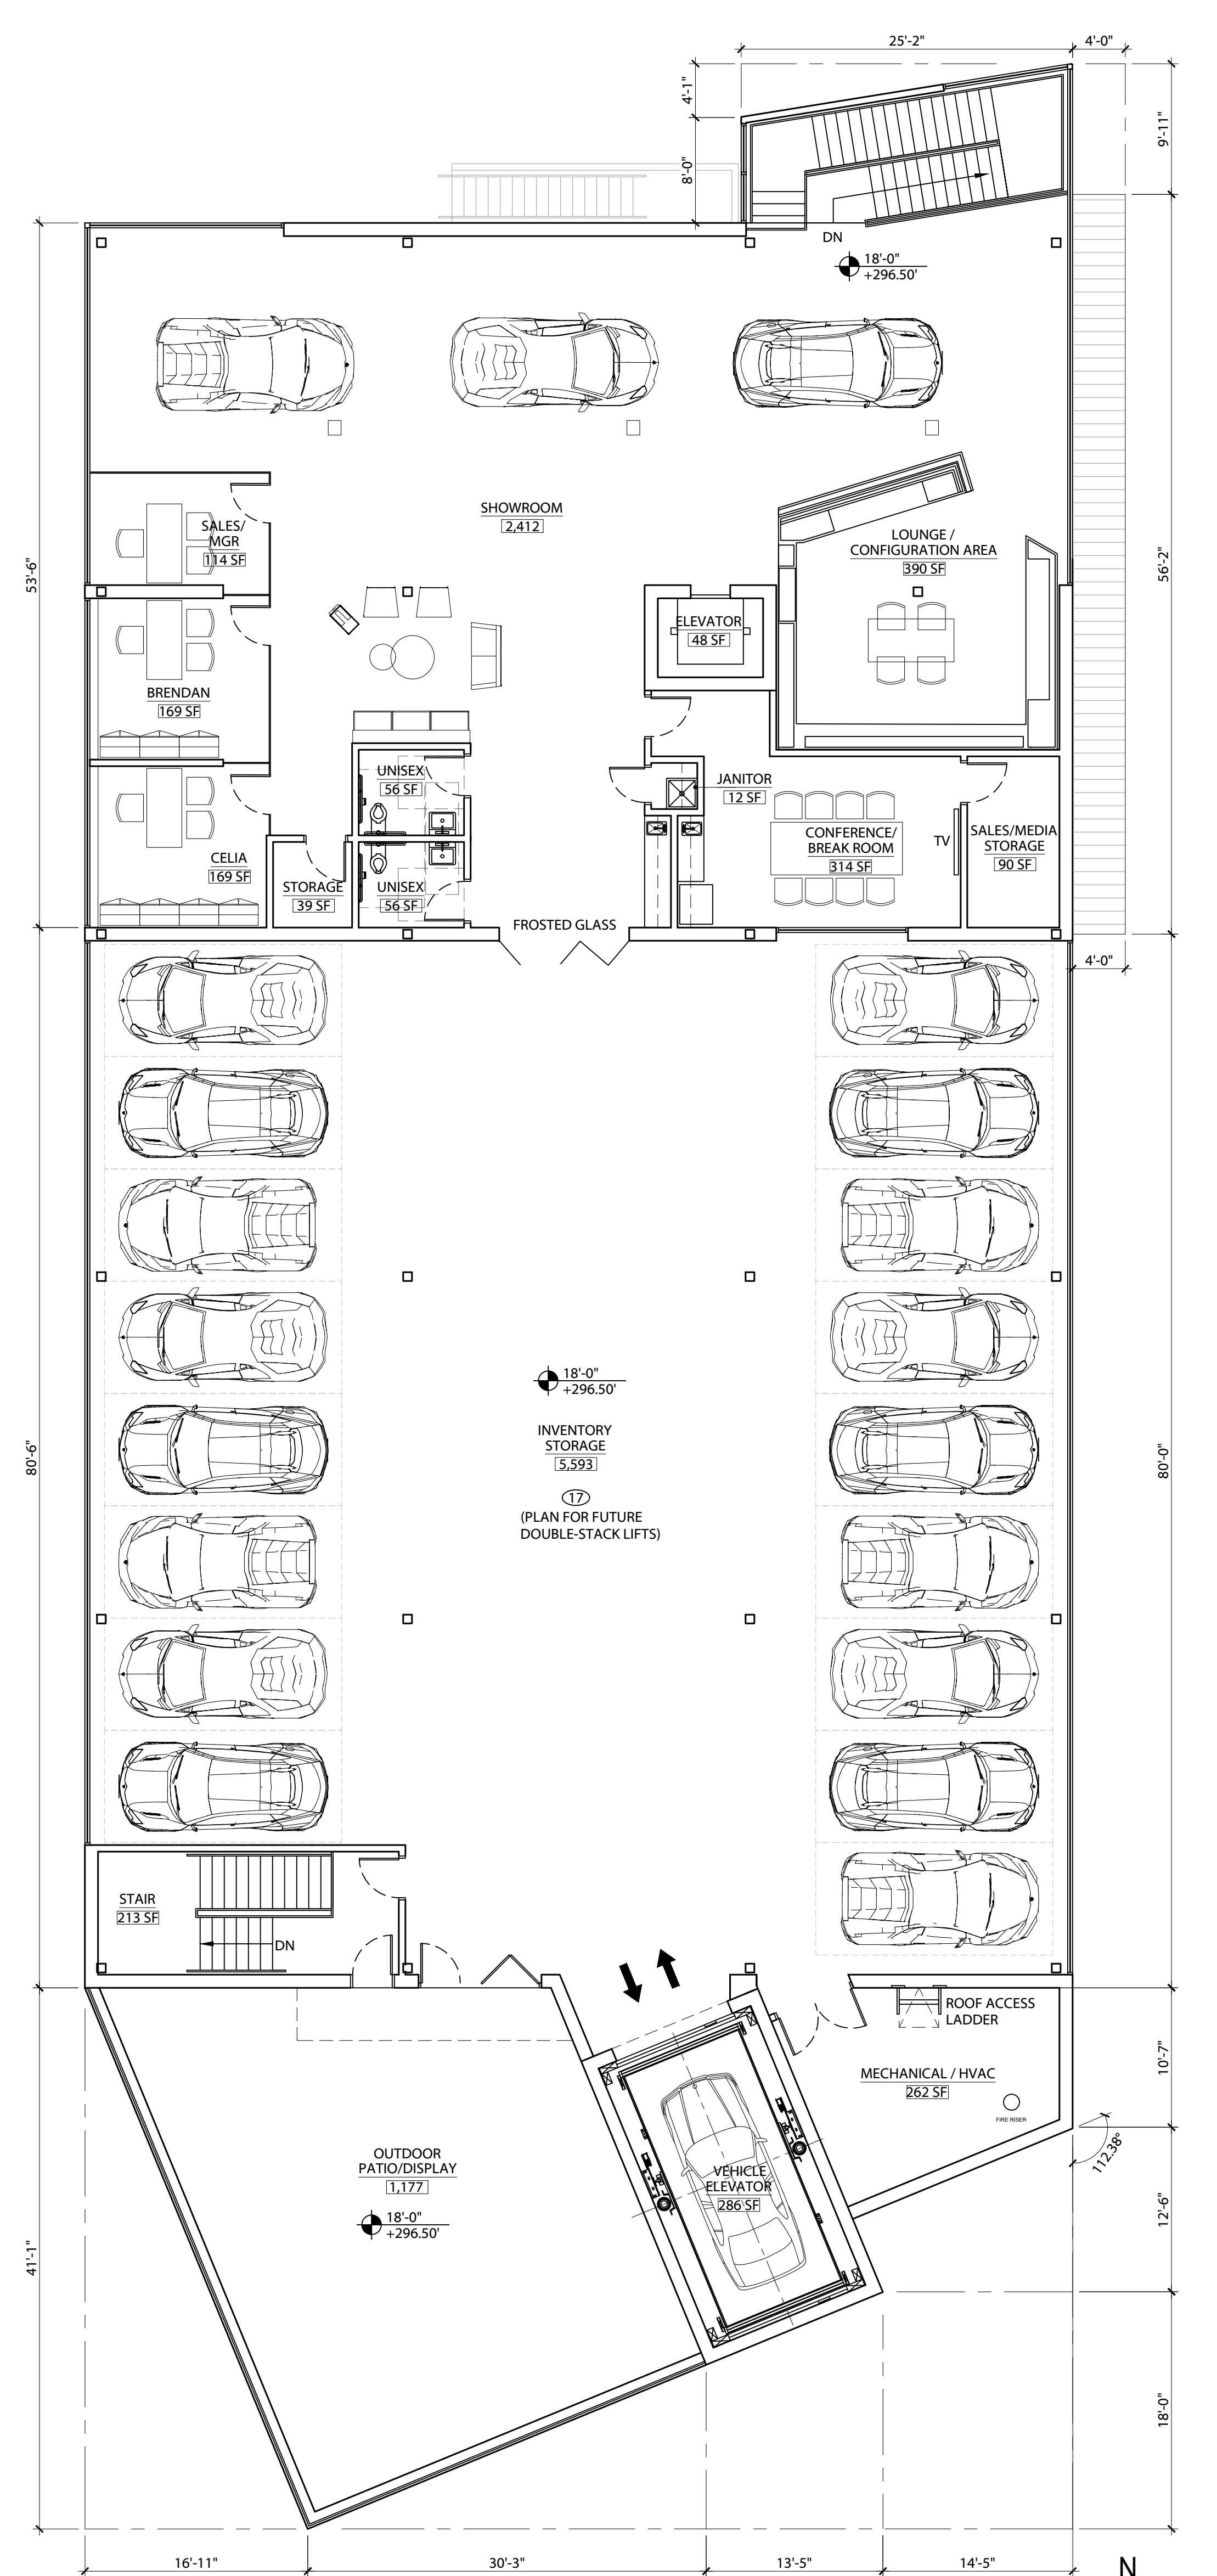 25'-2"
4'-0"
4'-1"
9'-11"
8'-0"
DN
18'-0"
+296.50'
SHOWROOM
2,412
SALES/
MGR
114 SF
LOUNGE /
CONFIGURATION AREA
390 SF
53'-6"
56'-2"
ELEVATOR
48 SF
BRENDAN
169 SF
UNISEX
56 SF
JANITOR
12 SF
CONFERENCE/
BREAK ROOM
314 SF
TV
SALES/MEDIA
STORAGE
90 SF
CELIA
169 SF
STORAGE
39 SF
UNISEX
56 SF
FROSTED GLASS
4'-0"
18'-0"
+296.50'
INVENTORY
STORAGE
5,593
17
(PLAN FOR FUTURE
DOUBLE-STACK LIFTS)
80'-6"
80'-0"
STAIR
213 SF
DN
ROOF ACCESS
LADDER
MECHANICAL / HVAC
262 SF
FIRE RISER
10'-7"
112.38°
OUTDOOR
PATIO/DISPLAY
1,177
18'-0"
+296.50'
VEHICLE
ELEVATOR
286 SF
12'-6"
41'-1"
18'-0"
16'-11"
30'-3"
13'-5"
14'-5"
N